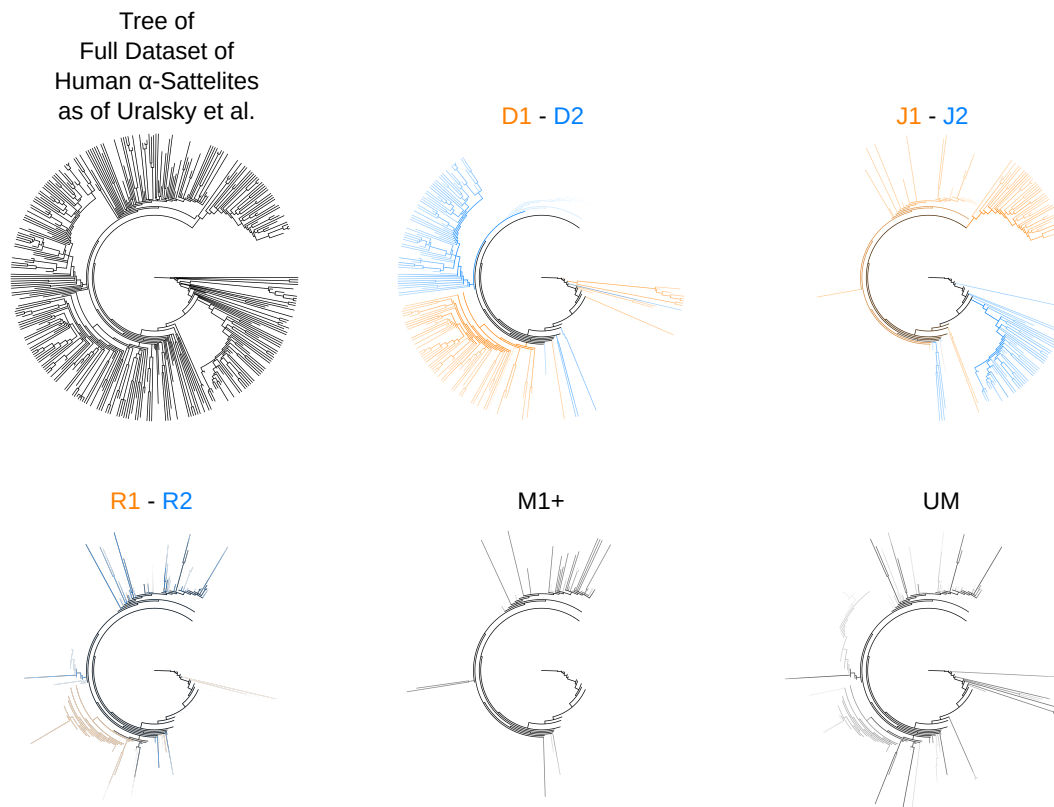 Tree of
Full Dataset of
Human α-Sattelites
as of Uralsky et al.
D1 - D2
J1 - J2
R1 - R2
M1+
UM